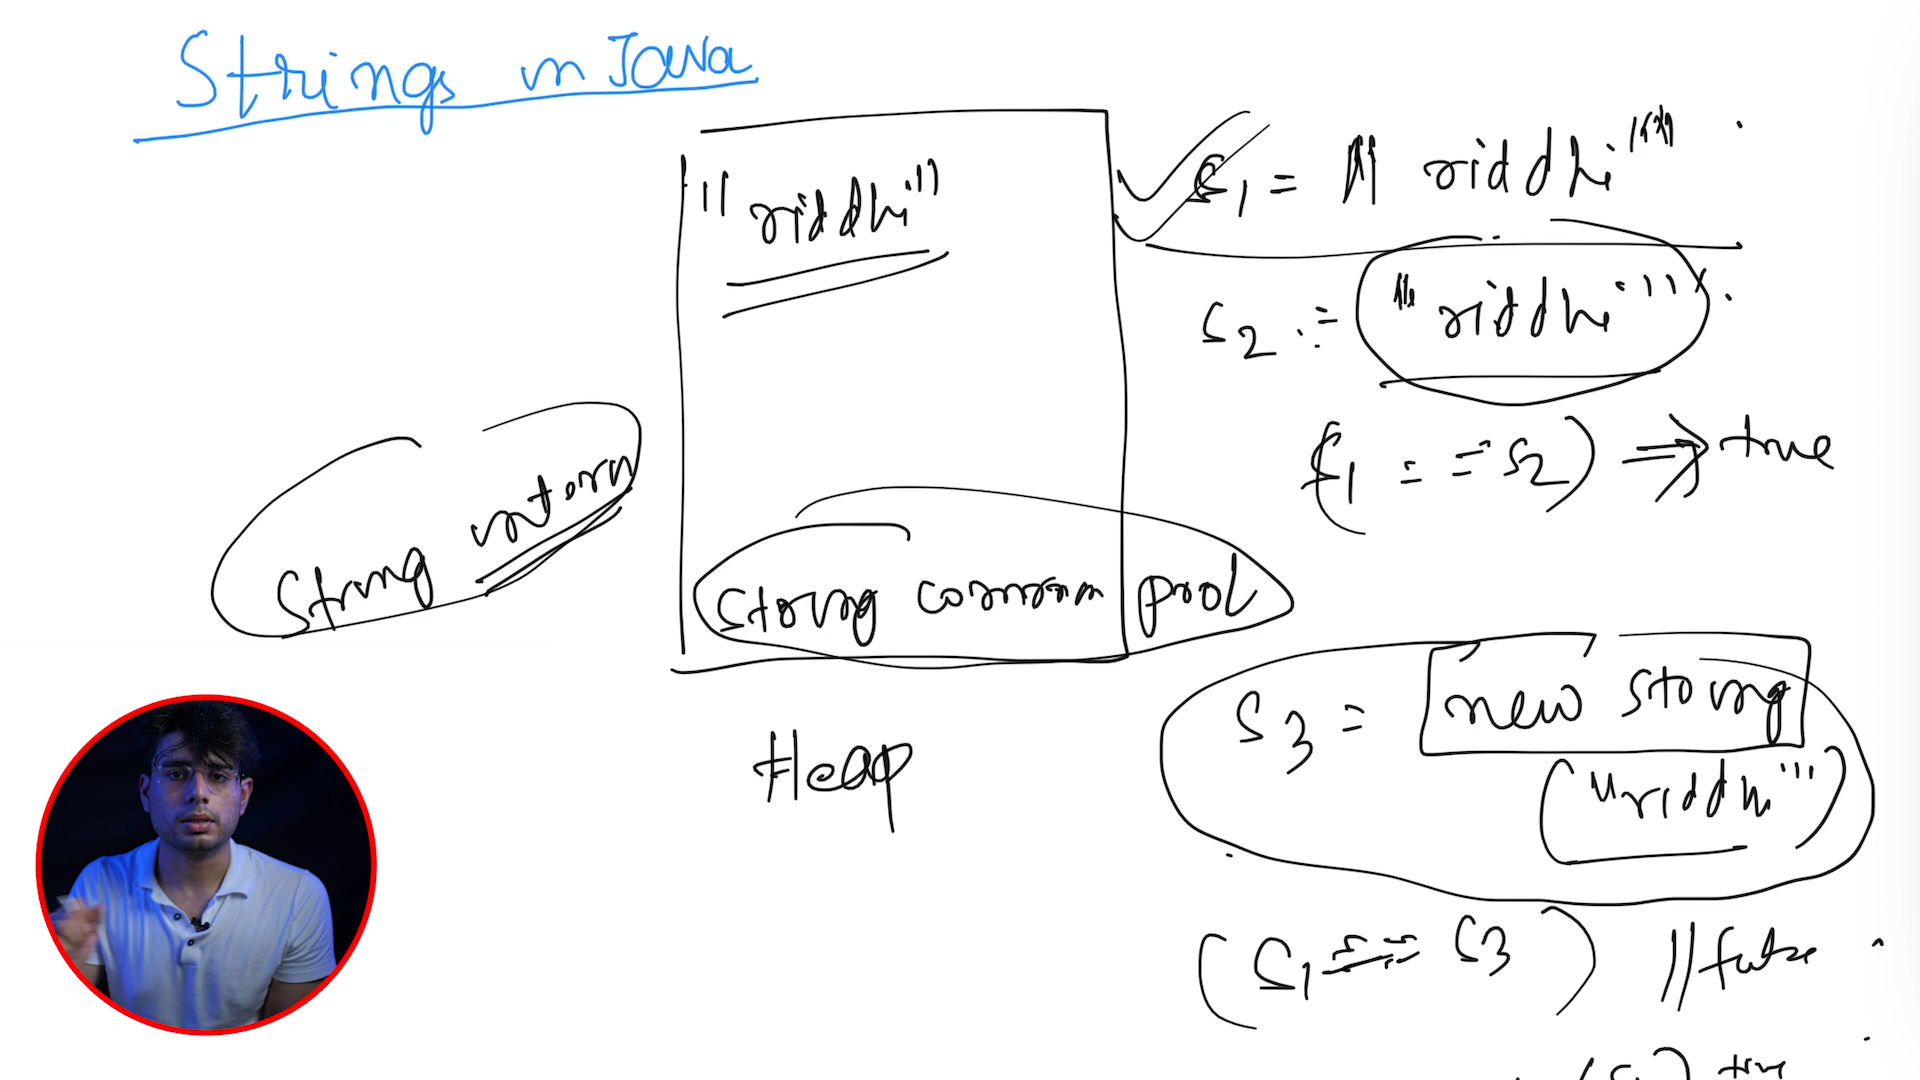 Strings in Java
"riddhi"
s1 = "riddhi"
s2 = "riddhi"
(s1 == s2) ⇒ true
String intern
String common pool
Heap
s3 = new String
("riddhi")
(s1 == s3) //false
true